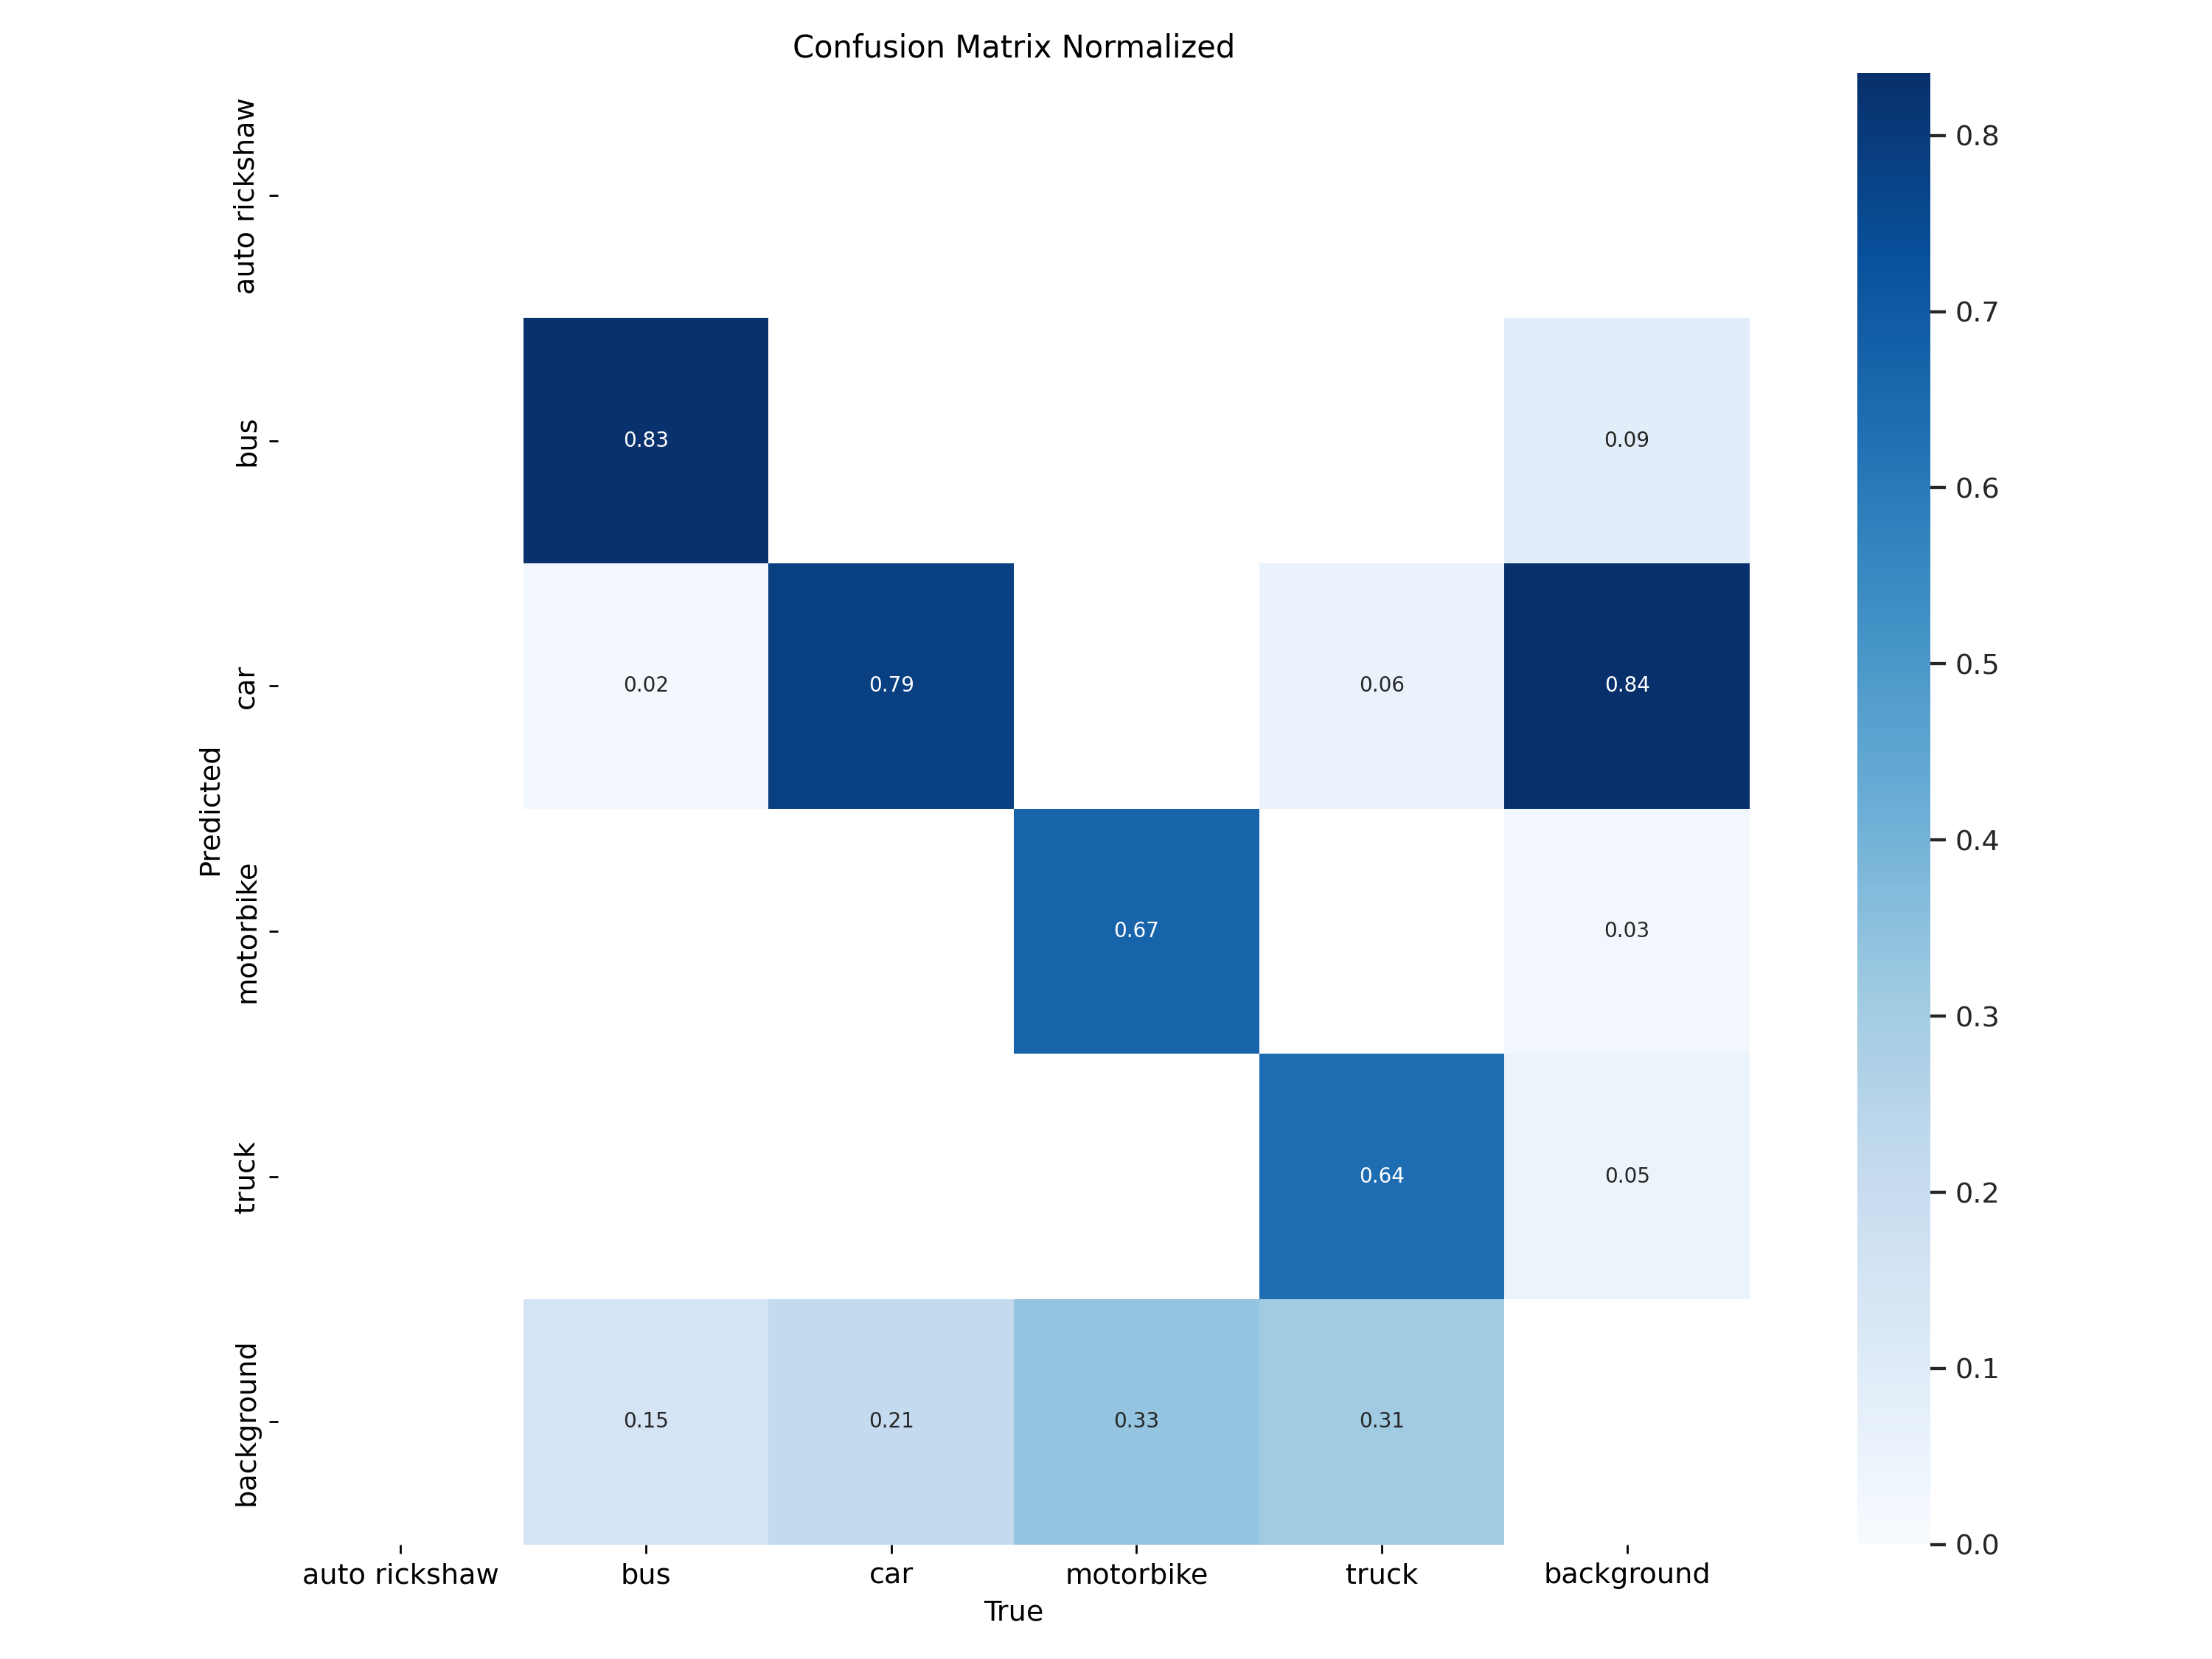 Confusion Matrix Normalized
auto rickshaw
bus
car
motorbike
truck
background
Predicted
0.83
0.09
0.02
0.79
0.06
0.84
0.67
0.03
0.64
0.05
0.15
0.21
0.33
0.31
auto rickshaw
bus
car
motorbike
truck
background
True
0.8
0.7
0.6
0.5
0.4
0.3
0.2
0.1
0.0